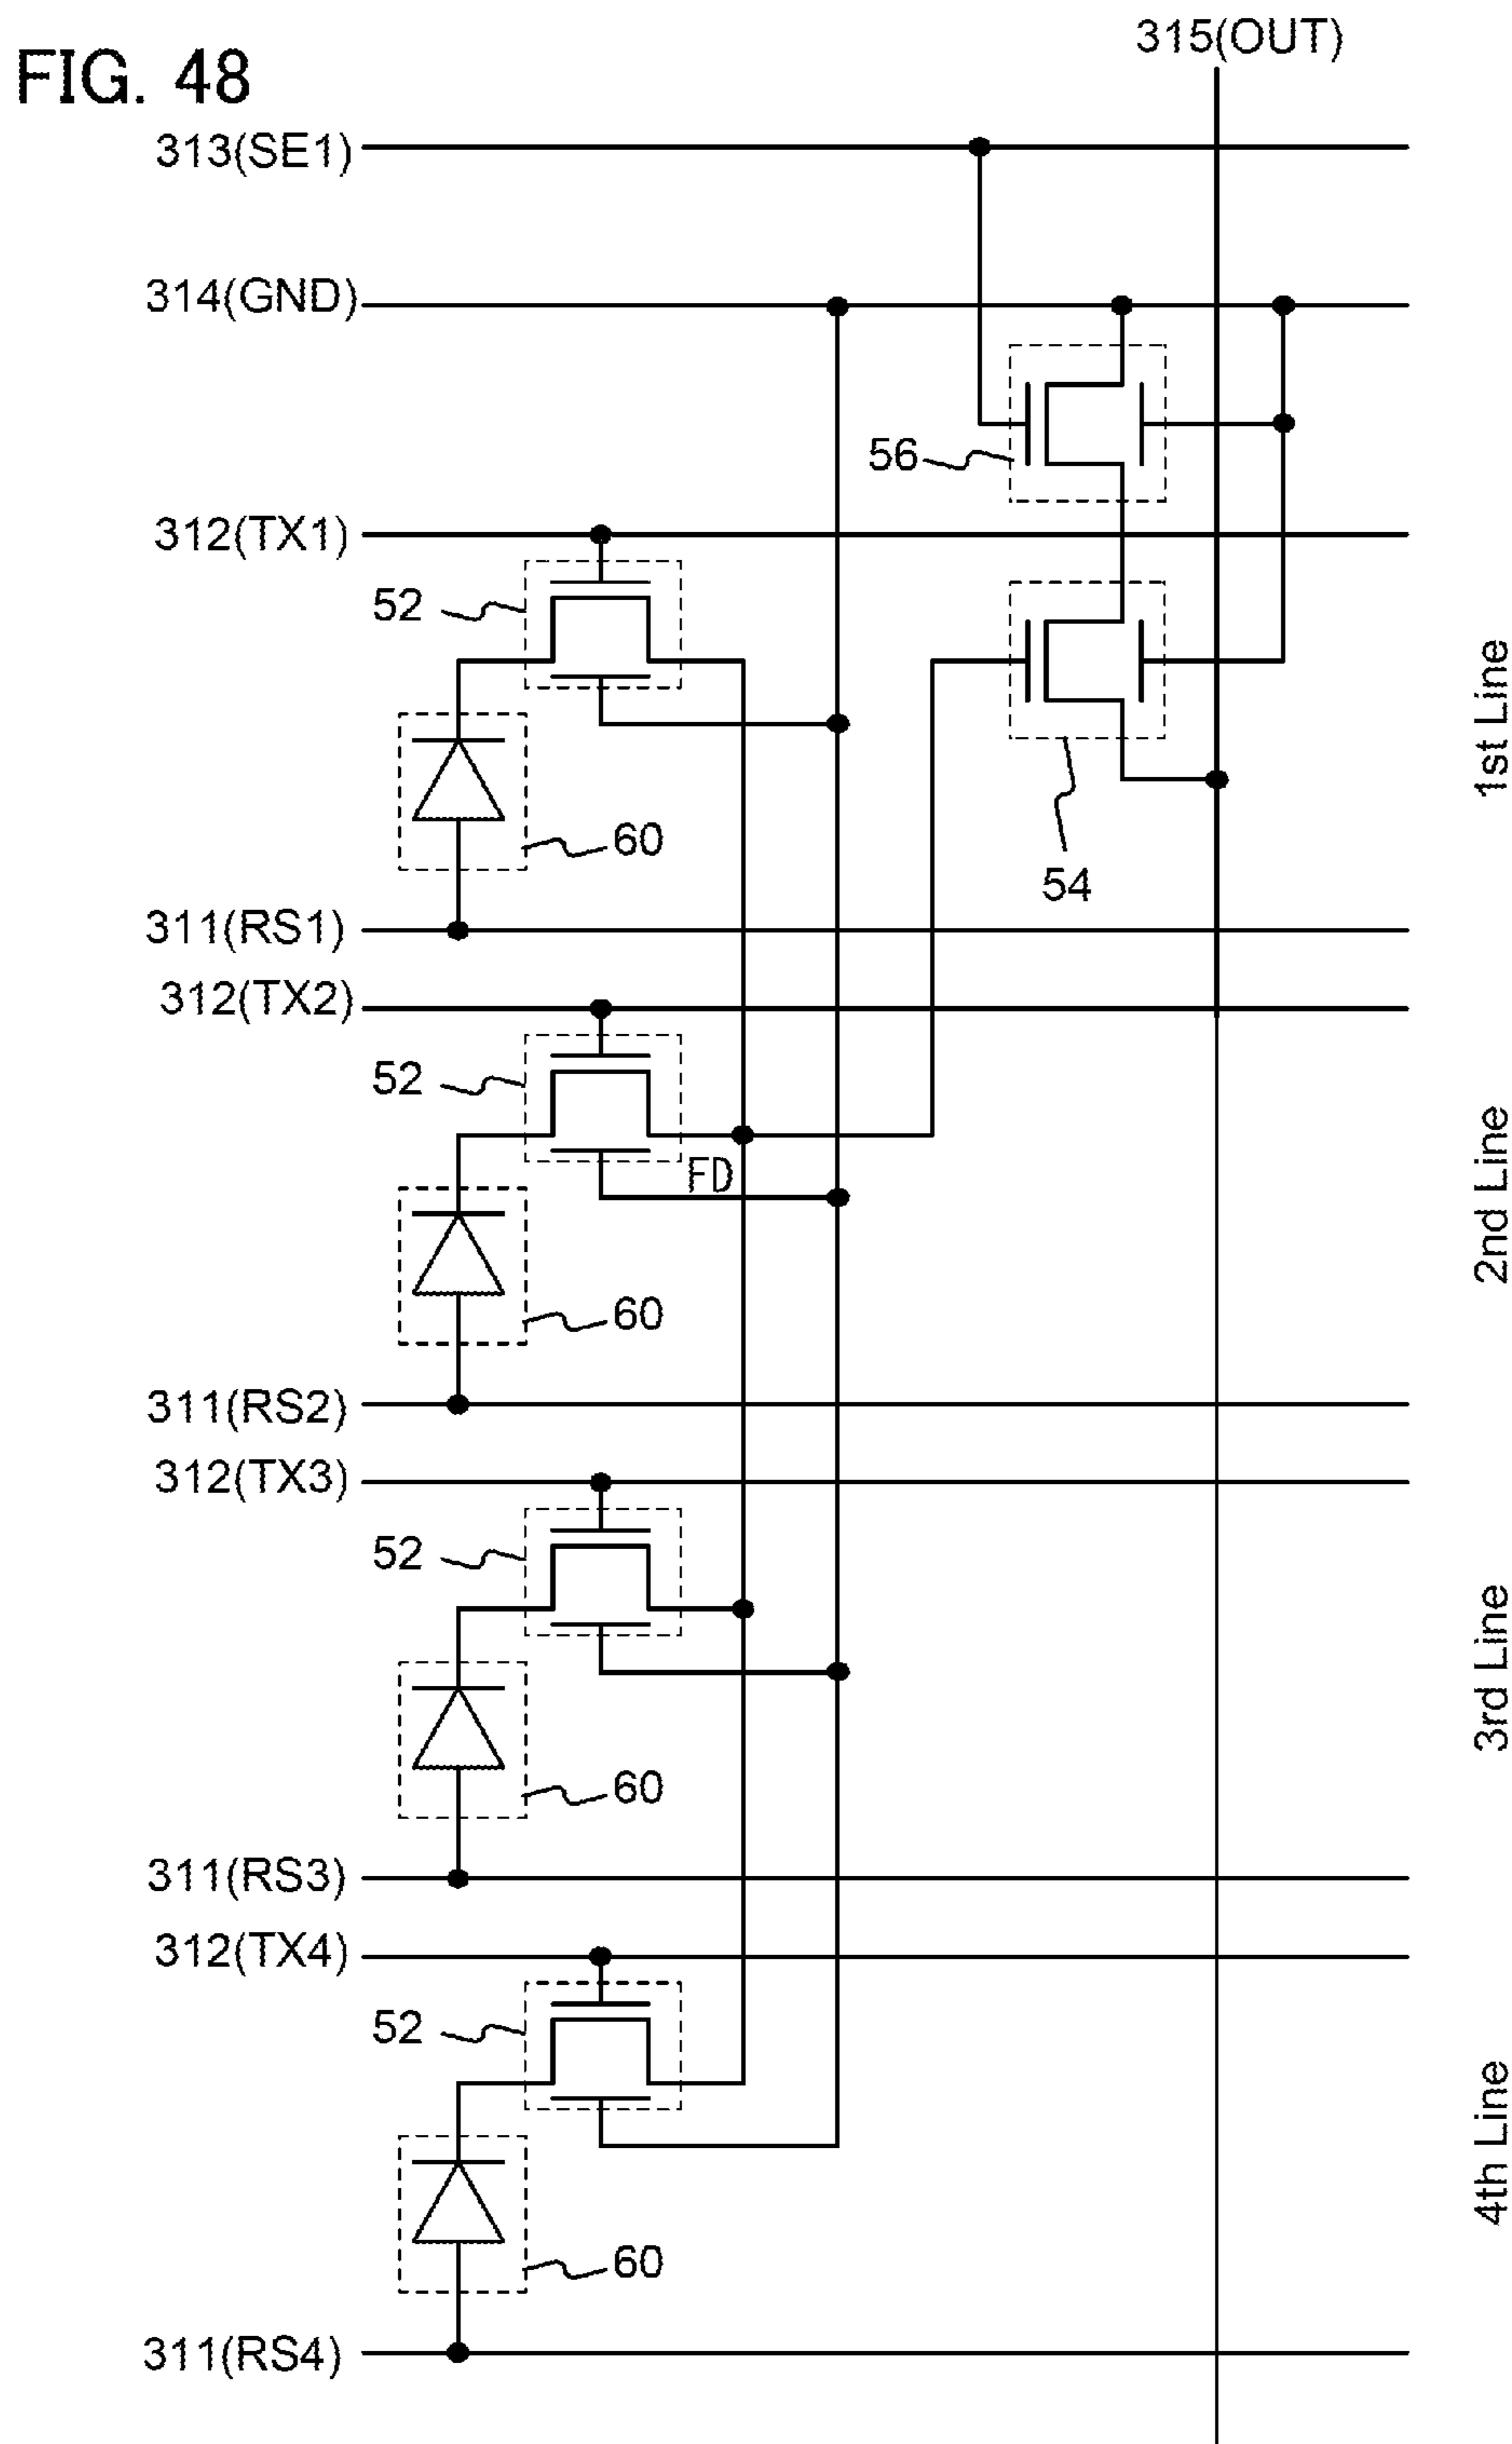 315(OUT)
FIG. 48
313(SE1)
314(GND)
56
312(TX1)
52
1st Line
60
54
311(RS1)
312(TX2)
52
FD
2nd Line
60
311(RS2)
312(TX3)
52
3rd Line
60
311(RS3)
312(TX4)
52
4th Line
60
311(RS4)